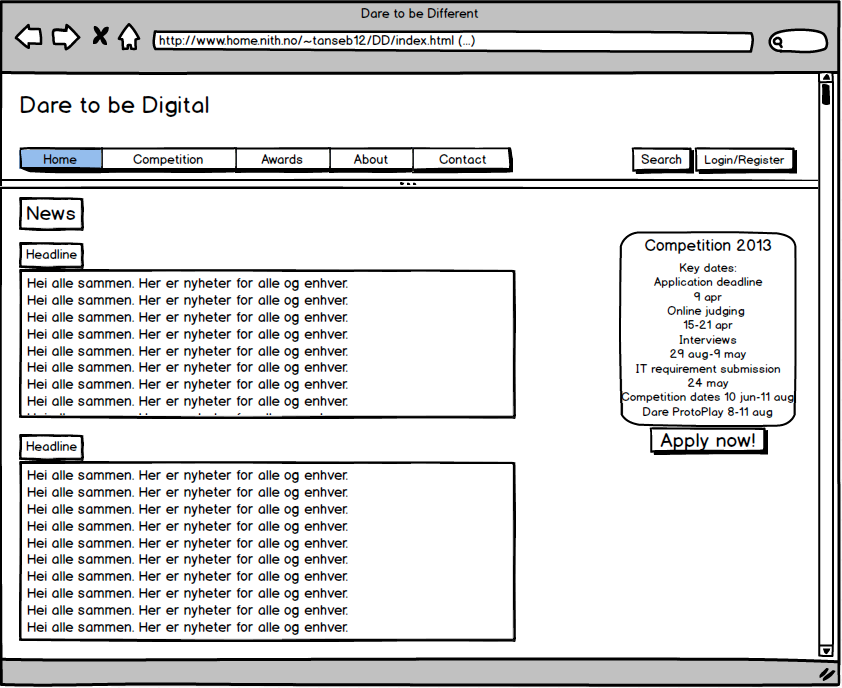 Dare to be Different
http://www.home.nith.no/~tanseb12/DD/index.html (...)
Dare to be Digital
Home Competition Awards About Contact Search Login/Register
News
Headline
Hei alle sammen. Her er nyheter for alle og enhver.
Hei alle sammen. Her er nyheter for alle og enhver.
Hei alle sammen. Her er nyheter for alle og enhver.
Hei alle sammen. Her er nyheter for alle og enhver.
Hei alle sammen. Her er nyheter for alle og enhver.
Hei alle sammen. Her er nyheter for alle og enhver.
Hei alle sammen. Her er nyheter for alle og enhver.
Hei alle sammen. Her er nyheter for alle og enhver.
Headline
Hei alle sammen. Her er nyheter for alle og enhver.
Hei alle sammen. Her er nyheter for alle og enhver.
Hei alle sammen. Her er nyheter for alle og enhver.
Hei alle sammen. Her er nyheter for alle og enhver.
Hei alle sammen. Her er nyheter for alle og enhver.
Hei alle sammen. Her er nyheter for alle og enhver.
Hei alle sammen. Her er nyheter for alle og enhver.
Hei alle sammen. Her er nyheter for alle og enhver.
Hei alle sammen. Her er nyheter for alle og enhver.
Hei alle sammen. Her er nyheter for alle og enhver.
Competition 2013
Key dates:
Application deadline
9 apr
Online judging
15-21 apr
Interviews
29 aug-9 may
IT requirement submission
24 may
Competition dates 10 jun-11 aug
Dare ProtoPlay 8-11 aug
Apply now!